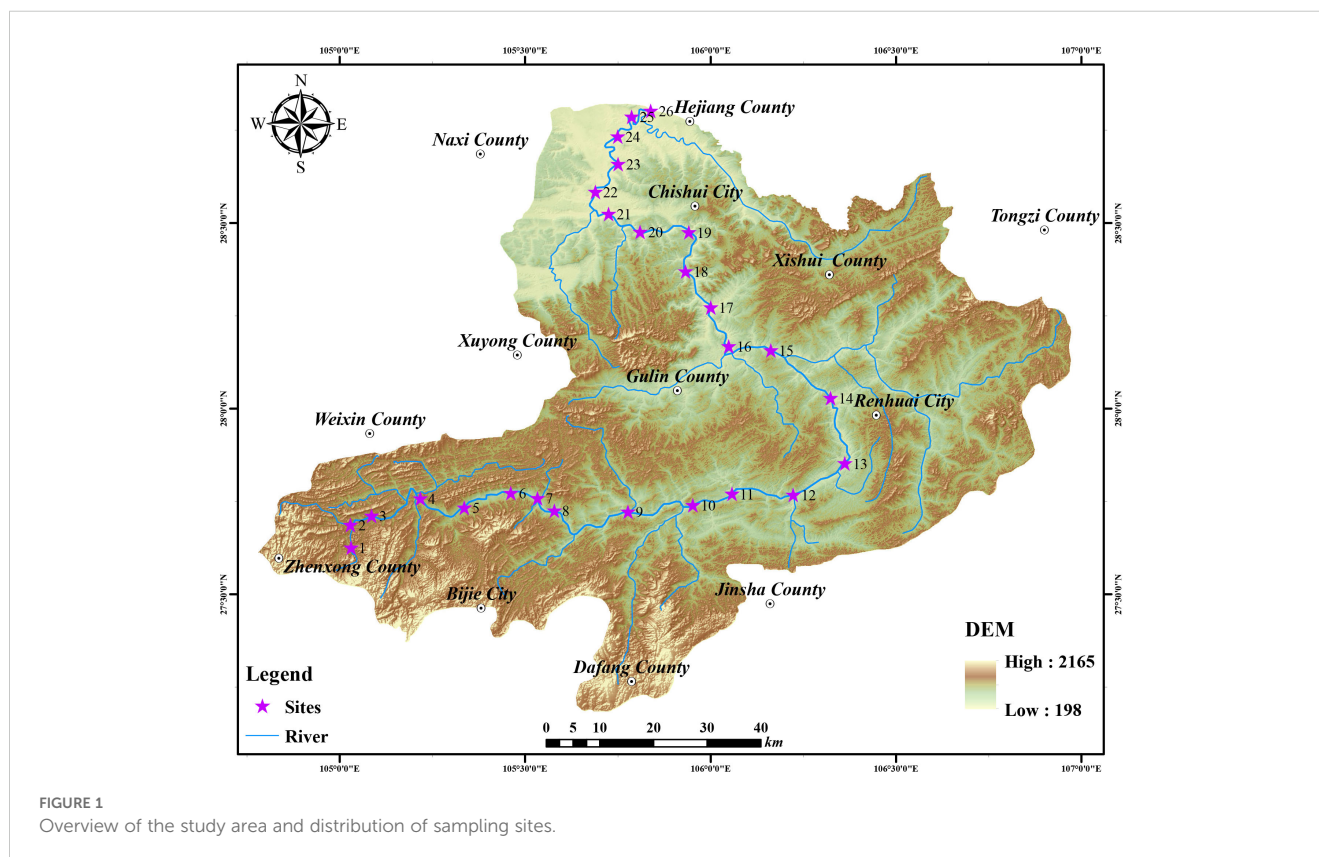 105°0'0"E 105°30'0"E 106°0'0"E 106°30'0"E 107°0'0"E
N
W E
S
28°30'0"N
28°0'0"N
27°30'0"N
28°30'0"N
28°0'0"N
27°30'0"N
26 Hejiang County
25
24
Naxi County
23
22
Chishui City
21
Tongzi County
20
19
Xishui County
18
17
Xuyong County
16
15
Gulin County
14
Renhuai City
Weixin County
13
4
6
7
11
12
5
10
3
8
9
2
1
Zhenxong County
Bijie City
Jinsha County
Dafang County
Legend
Sites
River
DEM
High : 2165
Low : 198
0 5 10 20 30 40
km
105°0'0"E 105°30'0"E 106°0'0"E 106°30'0"E 107°0'0"E
FIGURE 1
Overview of the study area and distribution of sampling sites.